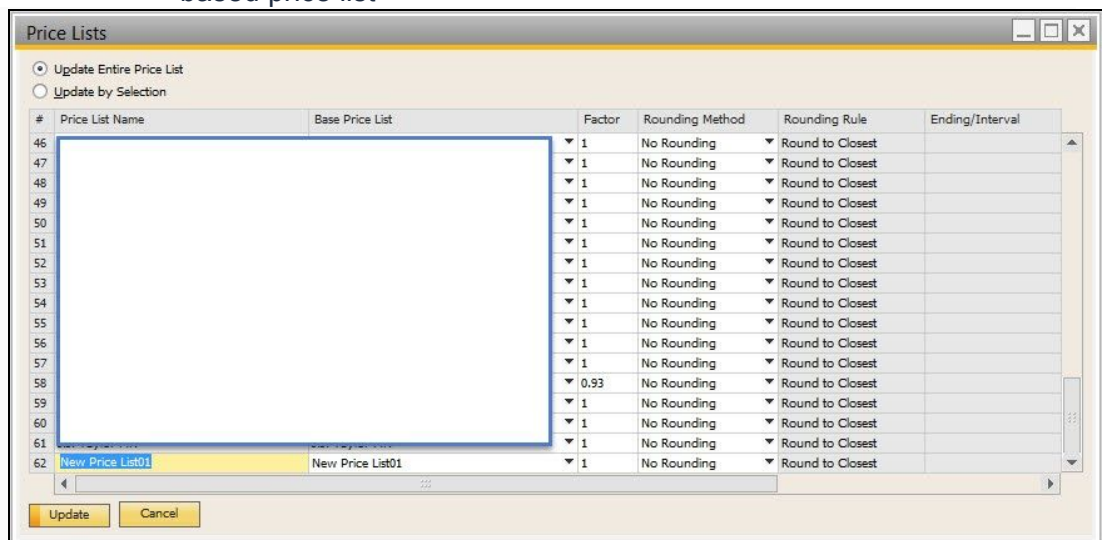 based price list
Price Lists
Update Entire Price List
Update by Selection
# Price List Name Base Price List Factor Rounding Method Rounding Rule Ending/Interval
46 1 No Rounding Round to Closest
47 1 No Rounding Round to Closest
48 1 No Rounding Round to Closest
49 1 No Rounding Round to Closest
50 1 No Rounding Round to Closest
51 1 No Rounding Round to Closest
52 1 No Rounding Round to Closest
53 1 No Rounding Round to Closest
54 1 No Rounding Round to Closest
55 1 No Rounding Round to Closest
56 1 No Rounding Round to Closest
57 1 No Rounding Round to Closest
58 0.93 No Rounding Round to Closest
59 1 No Rounding Round to Closest
60 1 No Rounding Round to Closest
61 1 No Rounding Round to Closest
62 New Price List01 New Price List01 1 No Rounding Round to Closest
Update Cancel